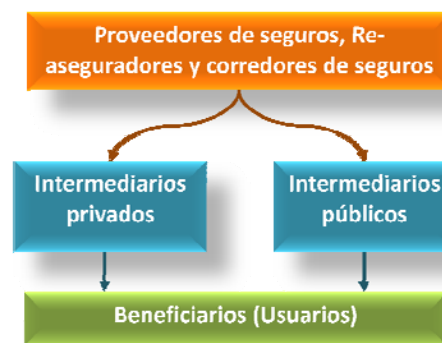 Proveedores de seguros, Re-
aseguradores y corredores de seguros
Intermediarios
privados
Intermediarios
públicos
Beneficiarios (Usuarios)